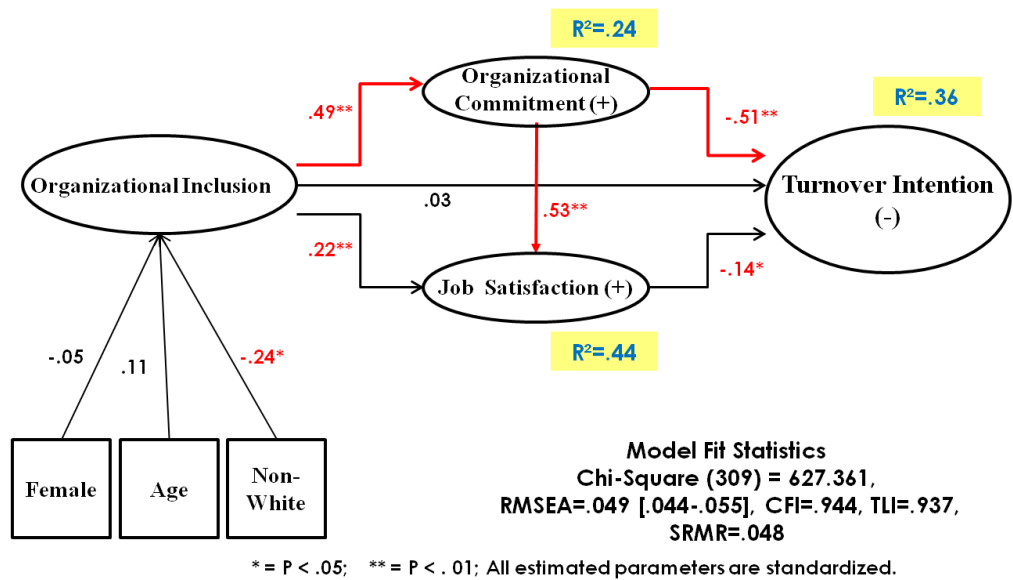 R²=.24
Organizational
Commitment (+)
R²=.36
.49**
-.51**
Organizational Inclusion
Turnover Intention
(-)
.03
.53**
.22**
-.14*
Job Satisfaction (+)
R²=.44
-.05
.11
-.24*
Female
Age
Non-
White
Model Fit Statistics
Chi-Square (309) = 627.361,
RMSEA=.049 [.044-.055], CFI=.944, TLI=.937,
SRMR=.048
* = P < .05; ** = P < . 01; All estimated parameters are standardized.